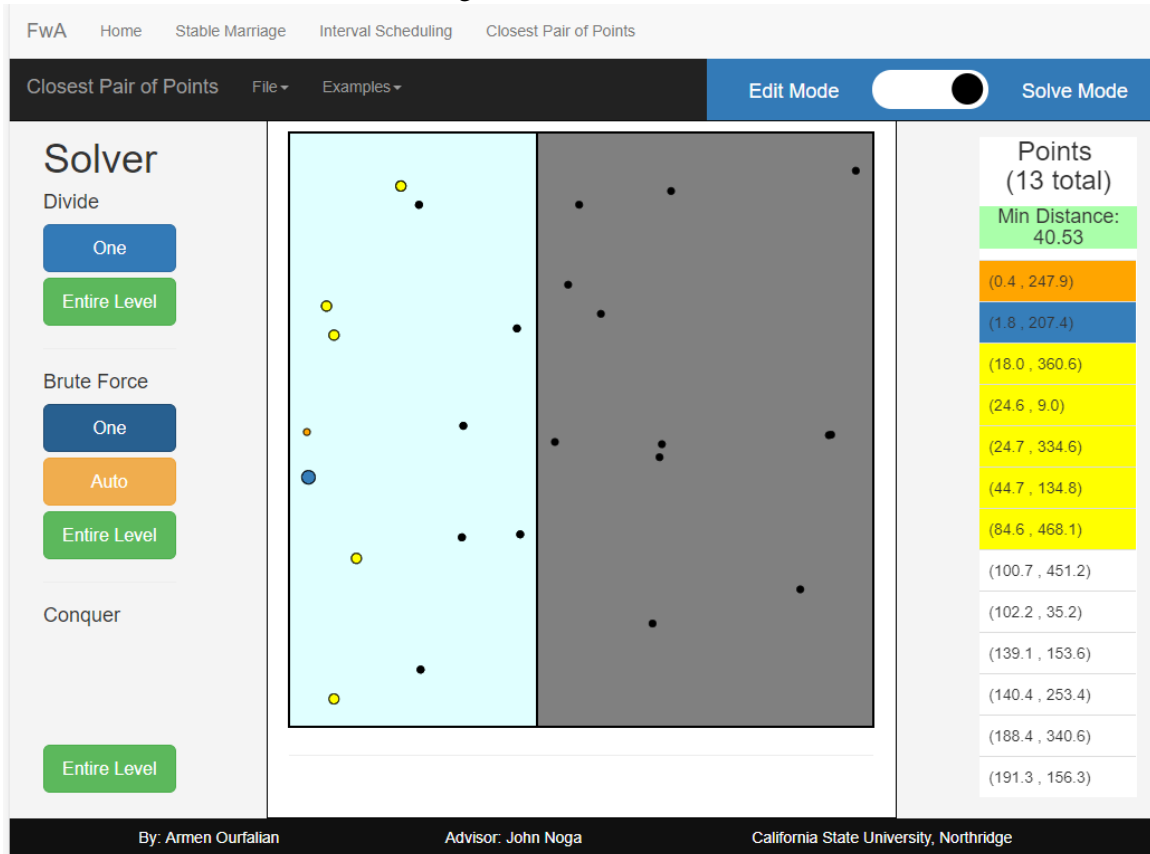 FwA Home Stable Marriage Interval Scheduling Closest Pair of Points
Closest Pair of Points File Examples Edit Mode Solve Mode
Solver
Divide
One
Entire Level
Brute Force
One
Auto
Entire Level
Conquer
Entire Level
Points
(13 total)
Min Distance:
40.53
(0.4 , 247.9)
(1.8 , 207.4)
(18.0 , 360.6)
(24.6 , 9.0)
(24.7 , 334.6)
(44.7 , 134.8)
(84.6 , 468.1)
(100.7 , 451.2)
(102.2 , 35.2)
(139.1 , 153.6)
(140.4 , 253.4)
(188.4 , 340.6)
(191.3 , 156.3)
By: Armen Ourfalian Advisor: John Noga California State University, Northridge